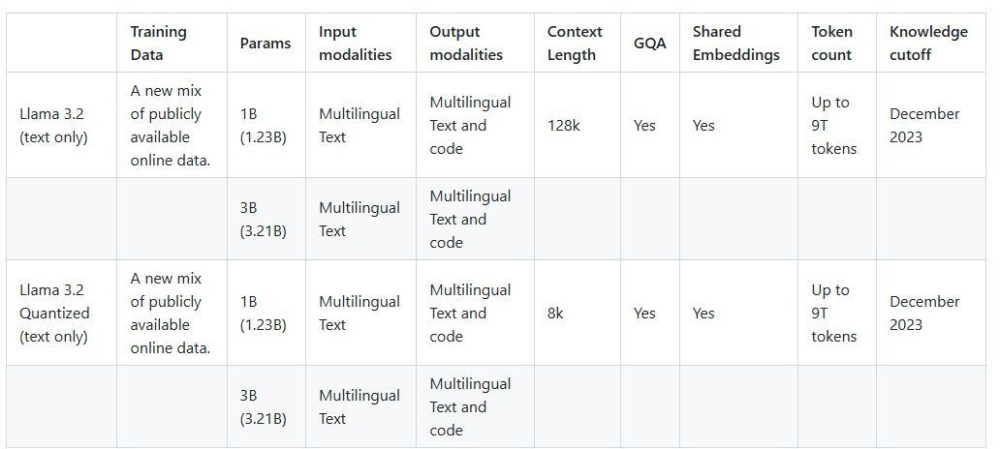 Training Data | Params | Input modalities | Output modalities | Context Length | GQA | Shared Embeddings | Token count | Knowledge cutoff
Llama 3.2 (text only) | A new mix of publicly available online data. | 1B (1.23B) | Multilingual Text | Multilingual Text and code | 128k | Yes | Yes | Up to 9T tokens | December 2023
3B (3.21B) | Multilingual Text | Multilingual Text and code
Llama 3.2 Quantized (text only) | A new mix of publicly available online data. | 1B (1.23B) | Multilingual Text | Multilingual Text and code | 8k | Yes | Yes | Up to 9T tokens | December 2023
3B (3.21B) | Multilingual Text | Multilingual Text and code